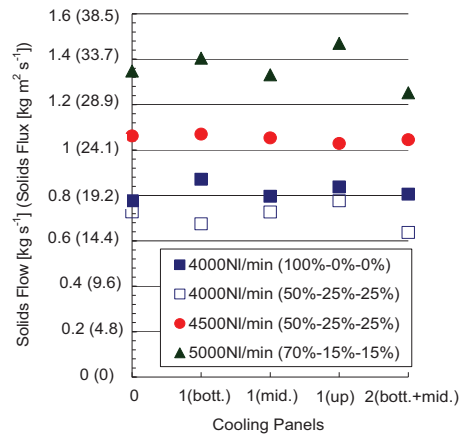 Solids Flow [kg s⁻¹] (Solids Flux [kg m² s⁻¹])
1.6 (38.5)
1.4 (33.7)
1.2 (28.9)
1 (24.1)
0.8 (19.2)
0.6 (14.4)
0.4 (9.6)
0.2 (4.8)
0 (0)
4000Nl/min (100%-0%-0%)
4000Nl/min (50%-25%-25%)
4500Nl/min (50%-25%-25%)
5000Nl/min (70%-15%-15%)
0 1(bott.) 1(mid.) 1(up) 2(bott.+mid.)
Cooling Panels